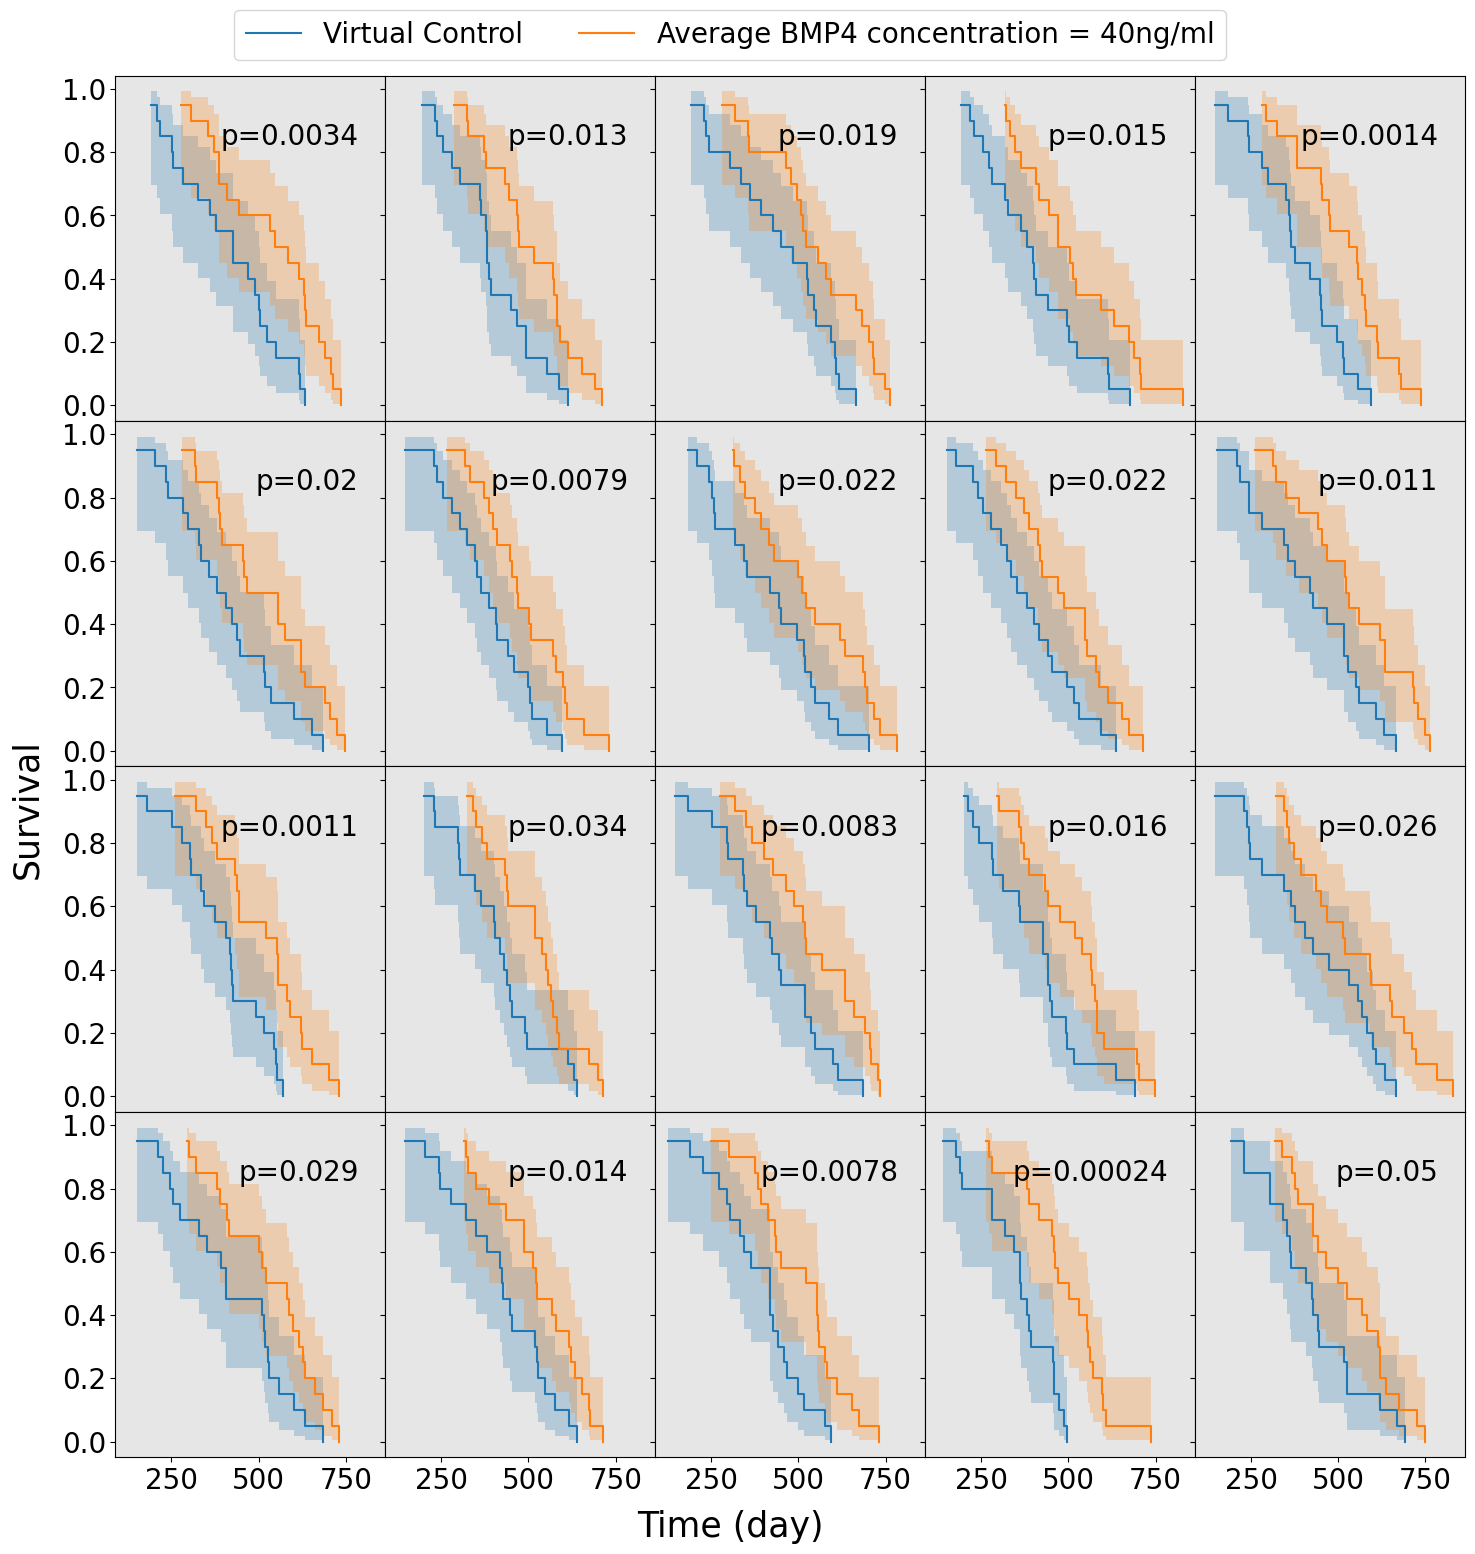 Virtual Control Average BMP4 concentration = 40ng/ml
1.0 0.8 0.6 0.4 0.2 0.0
p=0.0034 p=0.013 p=0.019 p=0.015 p=0.0014
1.0 0.8 0.6 0.4 0.2 0.0
p=0.02 p=0.0079 p=0.022 p=0.022 p=0.011
Survival
1.0 0.8 0.6 0.4 0.2 0.0
p=0.0011 p=0.034 p=0.0083 p=0.016 p=0.026
1.0 0.8 0.6 0.4 0.2 0.0
p=0.029 p=0.014 p=0.0078 p=0.00024 p=0.05
250 500 750 250 500 750 250 500 750 250 500 750 250 500 750
Time (day)